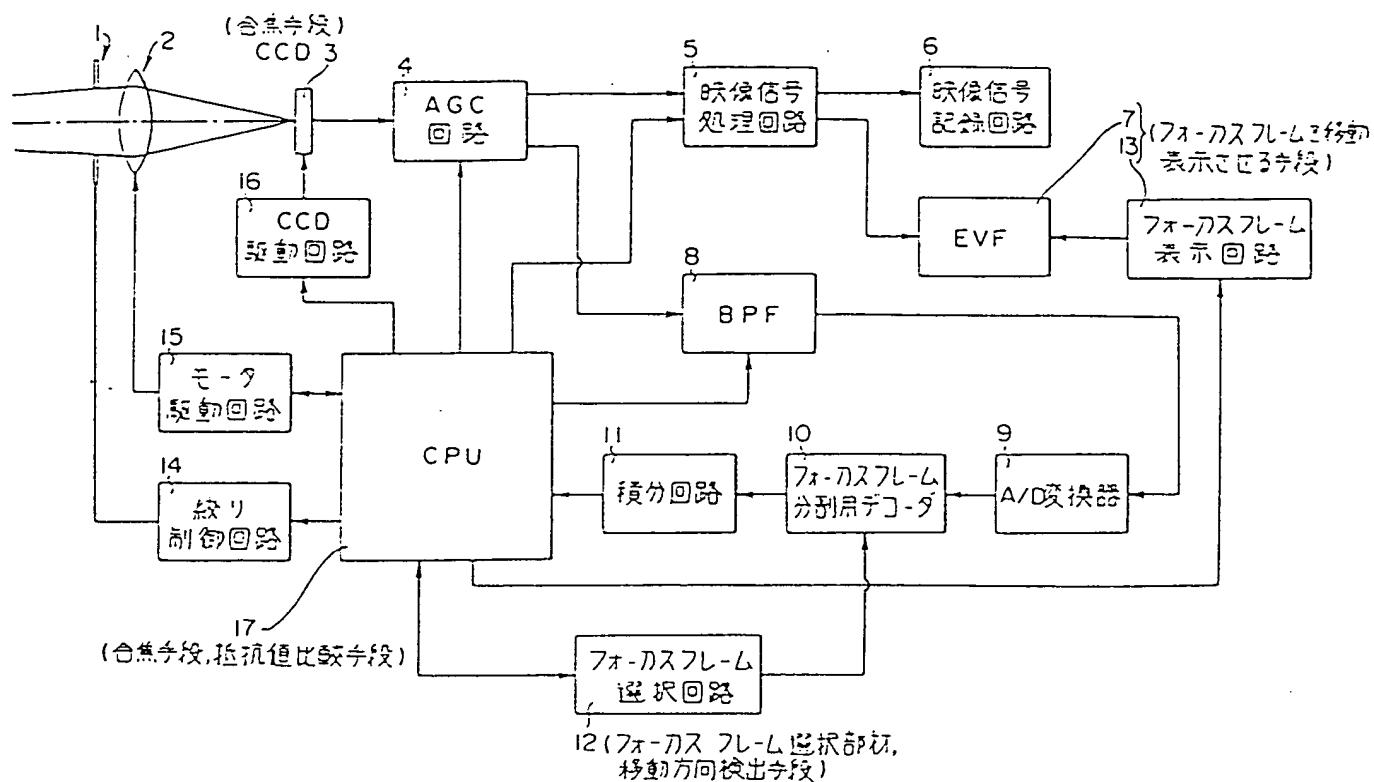 (合焦手段)
CCD 3
1
2
4
AGC
回路
5
映像信号
処理回路
6
映像信号
記録回路
7
13
(フォーカスフレームを移動
表示させる手段)
16
CCD
駆動回路
EVF
フォーカスフレーム
表示回路
8
BPF
15
モータ
駆動回路
CPU
14
絞り
制御回路
11
積分回路
10
フォーカスフレーム
分割用デコーダ
9
A/D変換器
17
(合焦手段,抵抗値比較手段)
フォーカスフレーム
選択回路
12(フォーカス フレーム選択部材,
移動方向検出手段)